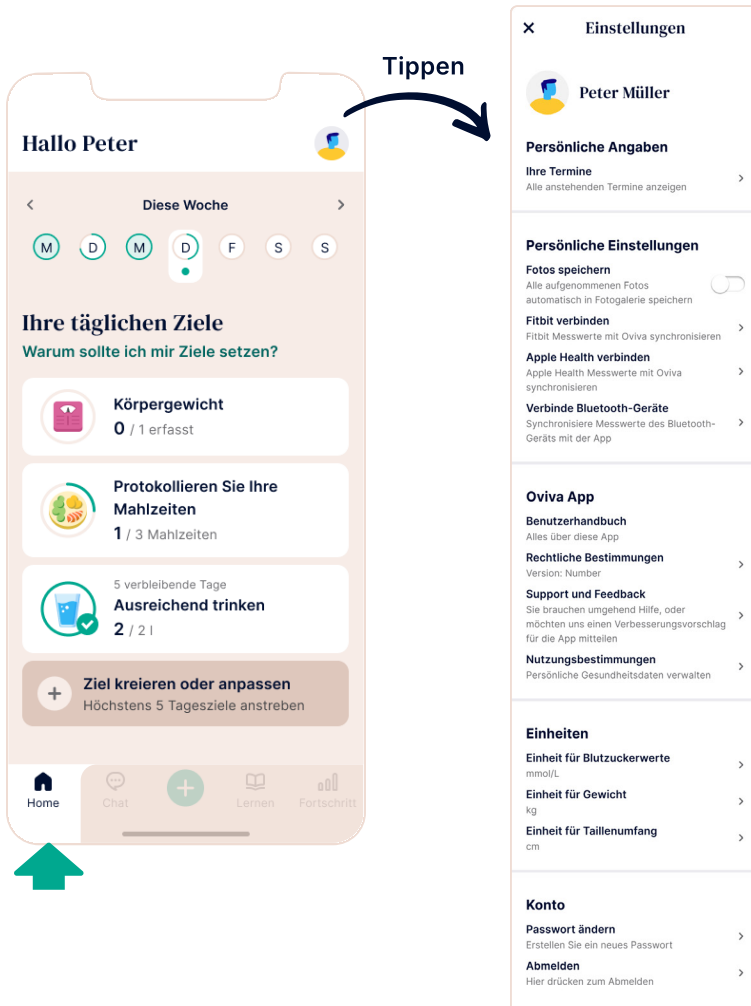 Tippen
Hallo Peter
Diese Woche
M D M D F S S
Ihre täglichen Ziele
Warum sollte ich mir Ziele setzen?
Körpergewicht
0 / 1 erfasst
Protokollieren Sie Ihre
Mahlzeiten
1 / 3 Mahlzeiten
5 verbleibende Tage
Ausreichend trinken
2 / 2 l
Ziel kreieren oder anpassen
Höchstens 5 Tagesziele anstreben
Home Chat Lernen Fortschritt
Einstellungen
Peter Müller
Persönliche Angaben
Ihre Termine
Alle anstehenden Termine anzeigen
Persönliche Einstellungen
Fotos speichern
Alle aufgenommenen Fotos
automatisch in Fotogalerie speichern
Fitbit verbinden
Fitbit Messwerte mit Oviva synchronisieren
Apple Health verbinden
Apple Health Messwerte mit Oviva
synchronisieren
Verbinde Bluetooth-Geräte
Synchronisiere Messwerte des Bluetooth-
Geräts mit der App
Oviva App
Benutzerhandbuch
Alles über diese App
Rechtliche Bestimmungen
Version: Number
Support und Feedback
Sie brauchen umgehend Hilfe, oder
möchten uns einen Verbesserungsvorschlag
für die App mitteilen
Nutzungsbestimmungen
Persönliche Gesundheitsdaten verwalten
Einheiten
Einheit für Blutzuckerwerte
mmol/L
Einheit für Gewicht
kg
Einheit für Taillenumfang
cm
Konto
Passwort ändern
Erstellen Sie ein neues Passwort
Abmelden
Hier drücken zum Abmelden